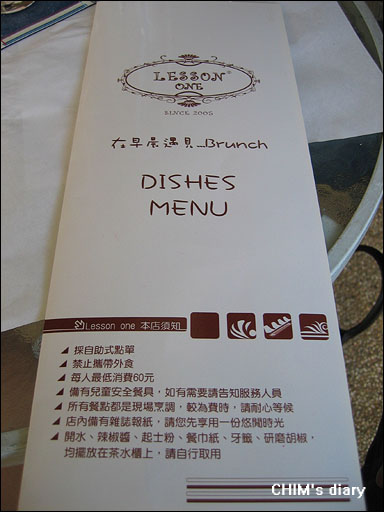 LESSON®
ONE
SINCE 2005
在早晨遇見_Brunch
DISHES
MENU
Lesson one 本店須知
採自助式點單
禁止攜帶外食
每人最低消費60元
備有兒童安全餐具，如有需要請告知服務人員
所有餐點都是現場烹調，較為費時，請耐心等候
店內備有雜誌報紙，請您先享用一份悠閒時光
開水、辣椒醬、起士粉、餐巾紙、牙籤、研磨胡椒，
均擺放在茶水櫃上，請自行取用
CHIM's diary